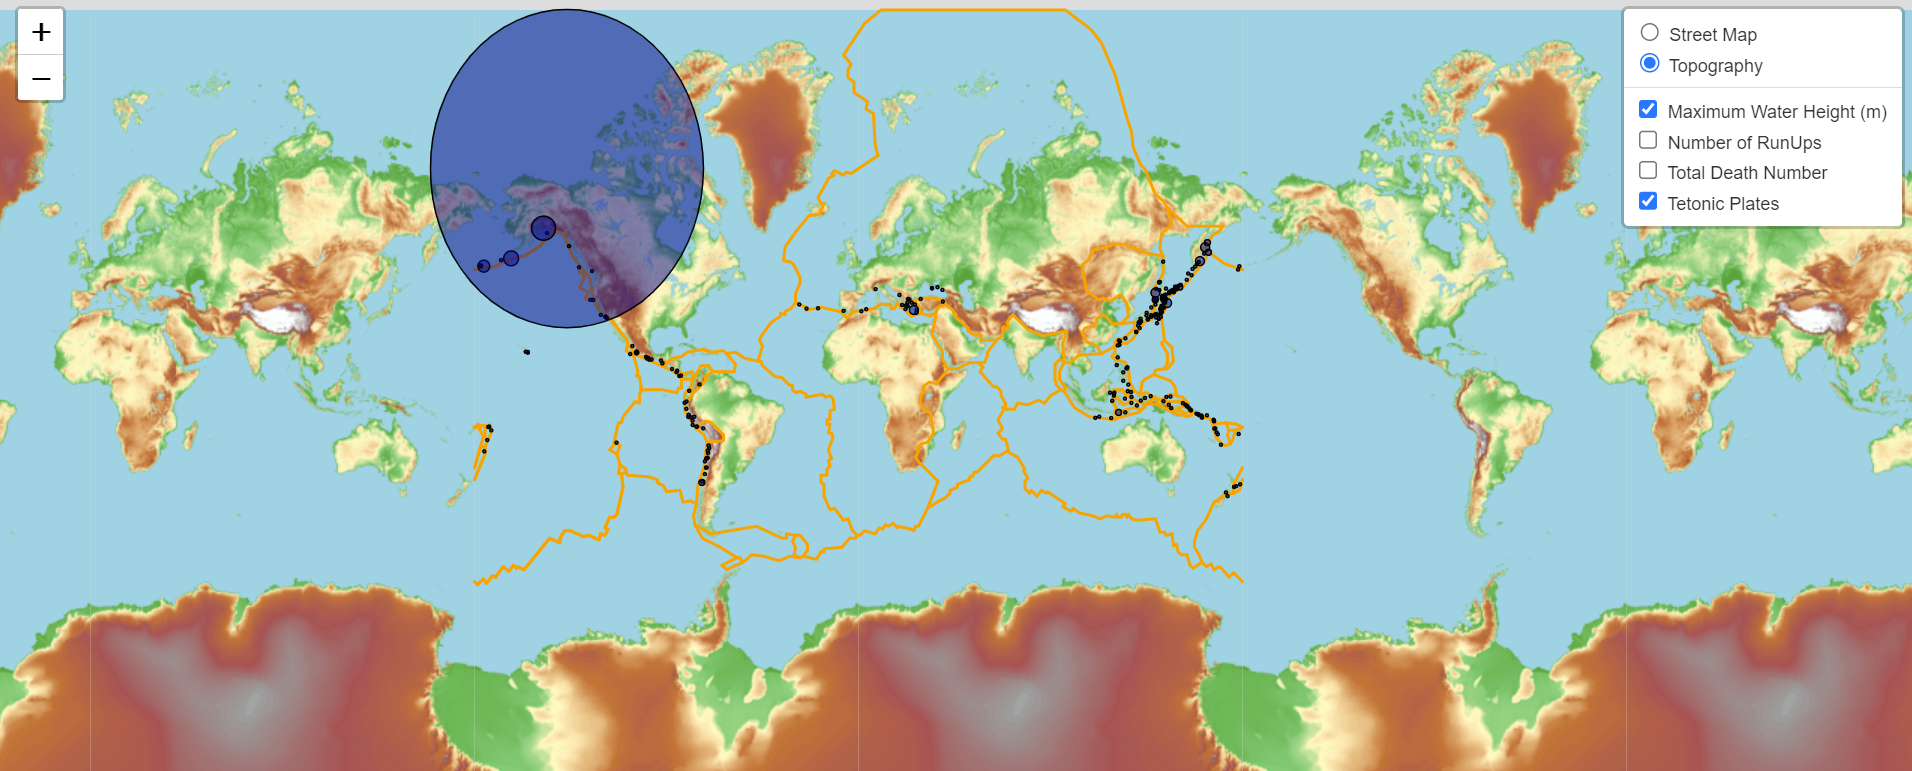 +
−
Street Map
Topography
Maximum Water Height (m)
Number of RunUps
Total Death Number
Tetonic Plates